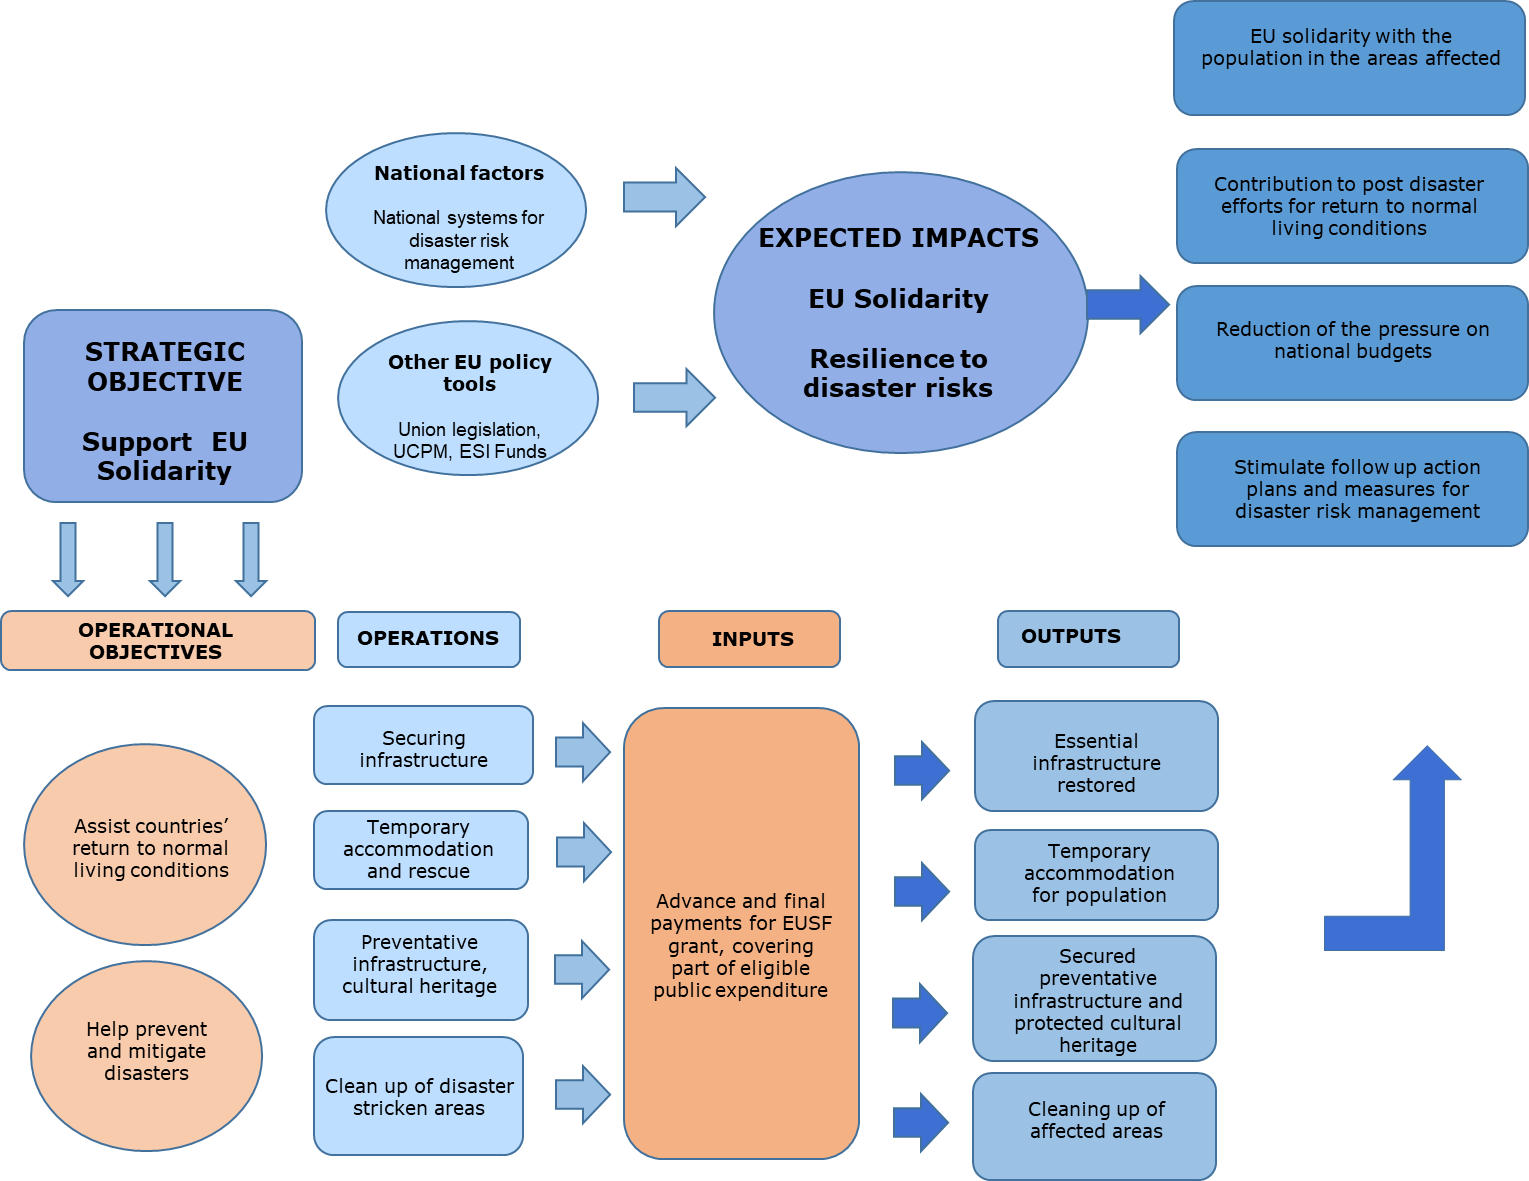 EU solidarity with the
population in the areas affected
National factors
National systems for
disaster risk
management
Contribution to post disaster
efforts for return to normal
living conditions
EXPECTED IMPACTS
EU Solidarity
Resilience to
disaster risks
Reduction of the pressure on
national budgets
STRATEGIC
OBJECTIVE
Support EU
Solidarity
Other EU policy
tools
Union legislation,
UCPM, ESI Funds
Stimulate follow up action
plans and measures for
disaster risk management
OPERATIONAL
OBJECTIVES
OPERATIONS
INPUTS
OUTPUTS
Assist countries’
return to normal
living conditions
Help prevent
and mitigate
disasters
Securing
infrastructure
Temporary
accommodation
and rescue
Preventative
infrastructure,
cultural heritage
Clean up of disaster
stricken areas
Advance and final
payments for EUSF
grant, covering
part of eligible
public expenditure
Essential
infrastructure
restored
Temporary
accommodation
for population
Secured
preventative
infrastructure and
protected cultural
heritage
Cleaning up of
affected areas